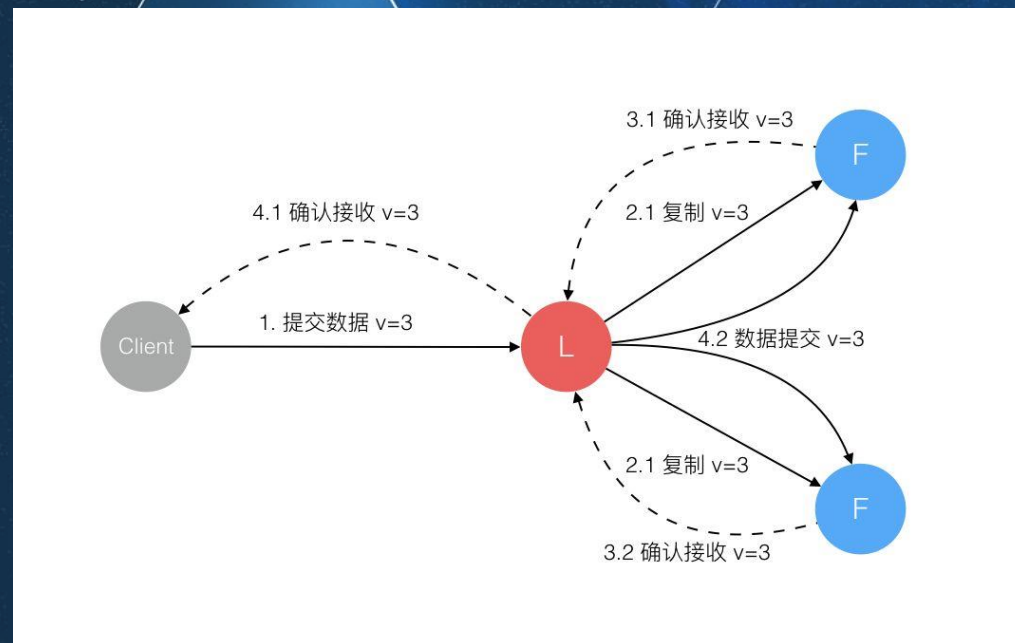 3.1 确认接收 v=3
F
2.1 复制 v=3
4.1 确认接收 v=3
1. 提交数据 v=3
Client
L
4.2 数据提交 v=3
2.1 复制 v=3
F
3.2 确认接收 v=3